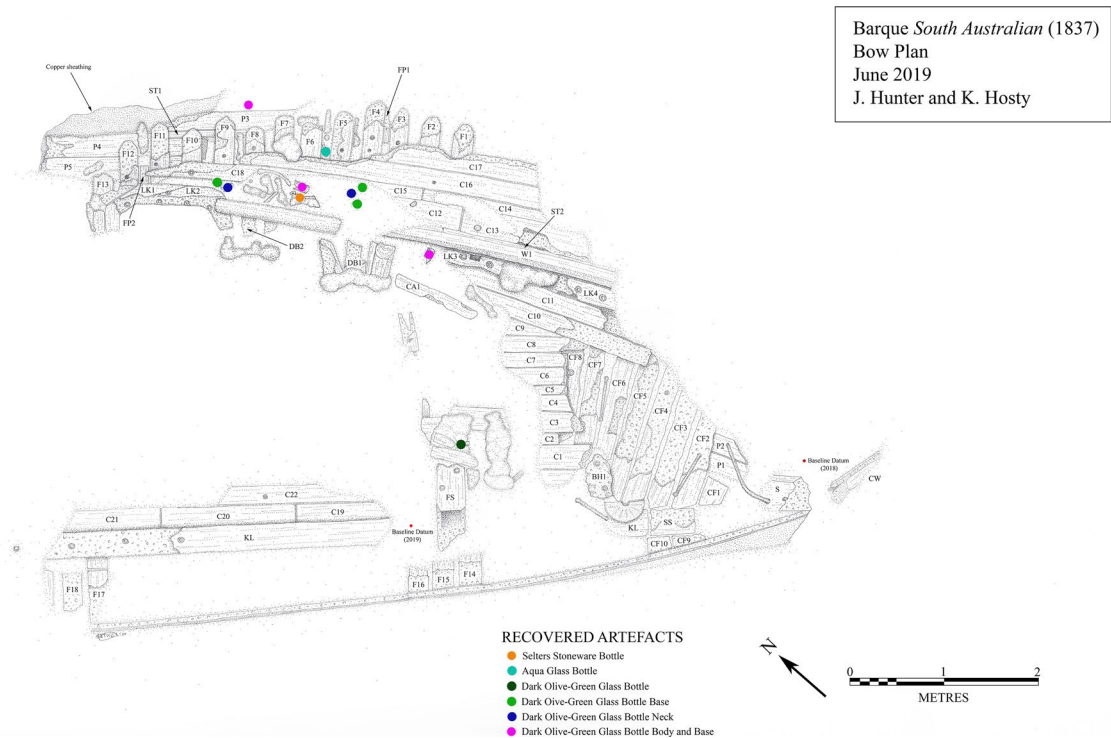 Barque South Australian (1837)
Bow Plan
June 2019
J. Hunter and K. Hosty
Copper sheathing
ST1
FP1
P3
F4
F3
F2
F1
F5
F6
F7
F8
F9
F10
F11
F12
F13
P4
P5
C18
C17
C16
C15
C14
C13
C12
LK1
LK2
FP2
DB2
DB1
ST2
W1
LK3
LK4
CA1
C11
C10
C9
C8
C7
C6
C5
C4
C3
C2
C1
CF8
CF7
CF6
CF5
CF4
CF3
CF2
P2
P1
CF1
BH1
KL
SS
CF10
CF9
S
CW
Baseline Datum
(2018)
FS
C22
C21
C20
C19
KL
Baseline Datum
(2019)
F18
F17
F16
F15
F14
RECOVERED ARTEFACTS
Selters Stoneware Bottle
Aqua Glass Bottle
Dark Olive-Green Glass Bottle
Dark Oive-Green Glass Bottle Base
Dark Olive-Green Glass Bottle Neck
Dark Olive-Green Glass Bottle Body and Base
N
0 1 2
METRES